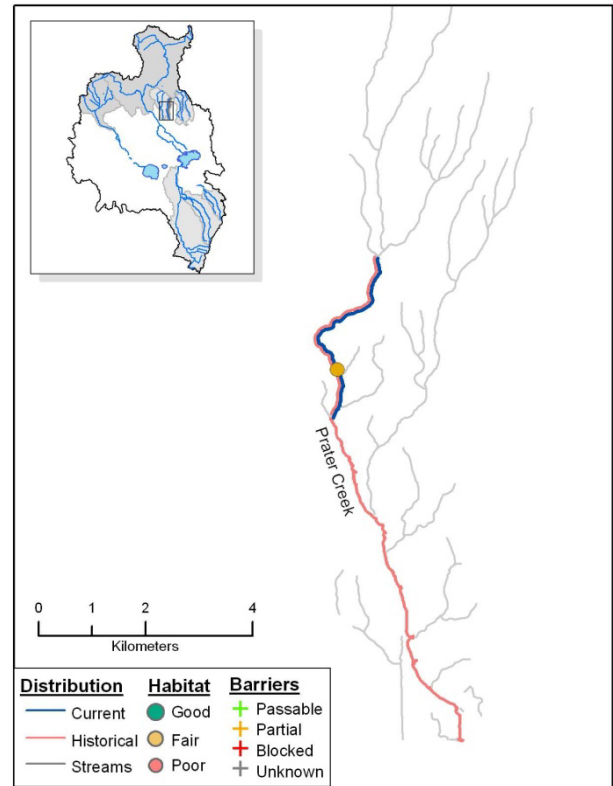 Prater Creek
0 1 2 4
Kilometers
Distribution Habitat Barriers
Current Good Passable
Historical Fair Partial
Streams Poor Blocked
Unknown